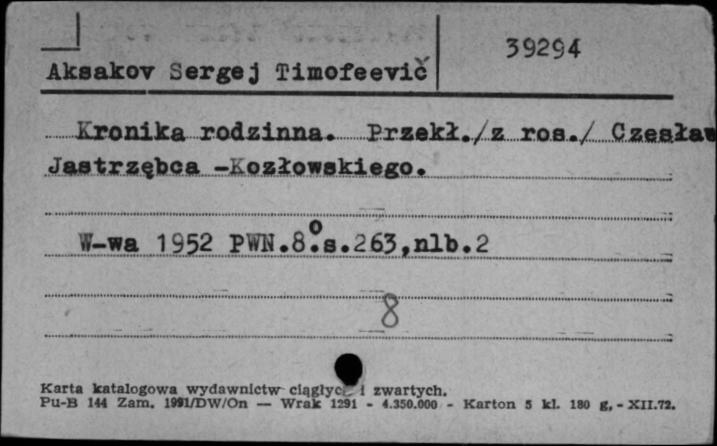 39294
Aksakov Sergej Timofeevič
Kronika rodzinna. Przekł./z ros./ Czesław
Jastrzębca -Kozłowskiego.
W-wa 1952 PWN.8.° s.263,nlb.2
8
Karta katalogowa wydawnictw ciągłych i zwartych.
Pu-B 144 Zam. 1991/DW/On — Wrak 1291 - 4.350.000 - Karton 5 kl. 180 g. - XII.72.